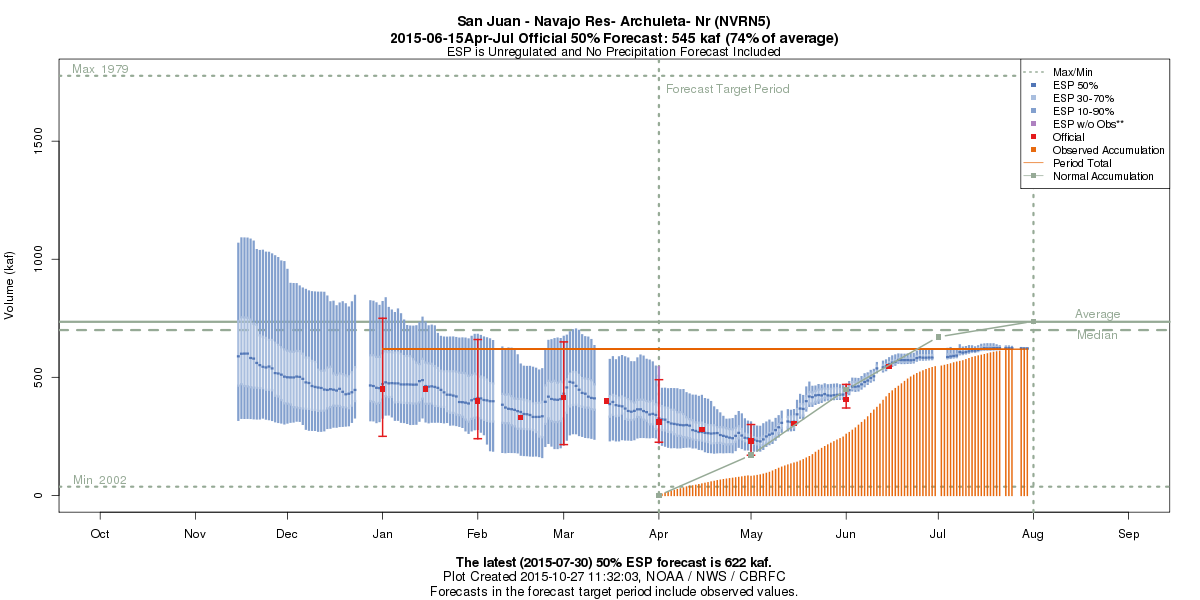 San Juan - Navajo Res- Archuleta- Nr (NVRN5)
2015-06-15Apr-Jul Official 50% Forecast: 545 kaf (74% of average)
ESP is Unregulated and No Precipitation Forecast Included
Max 1979
Forecast Target Period
Max/Min
ESP 50%
ESP 30-70%
ESP 10-90%
ESP w/o Obs**
Official
Observed Accumulation
Period Total
Normal Accumulation
Average
Median
Min 2002
Volume (kaf)
1500
1000
500
0
Oct Nov Dec Jan Feb Mar Apr May Jun Jul Aug Sep
The latest (2015-07-30) 50% ESP forecast is 622 kaf.
Plot Created 2015-10-27 11:32:03, NOAA / NWS / CBRFC
Forecasts in the forecast target period include observed values.